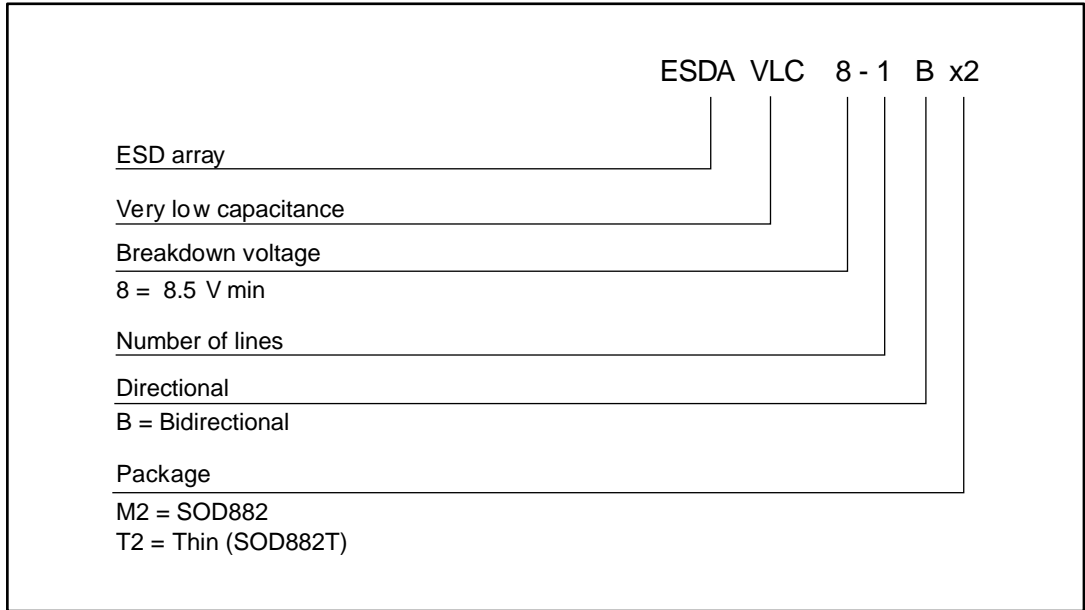 ESDA VLC 8 - 1 B x2
ESD array
Very low capacitance
Breakdown voltage
8 = 8.5 V min
Number of lines
Directional
B = Bidirectional
Package
M2 = SOD882
T2 = Thin (SOD882T)